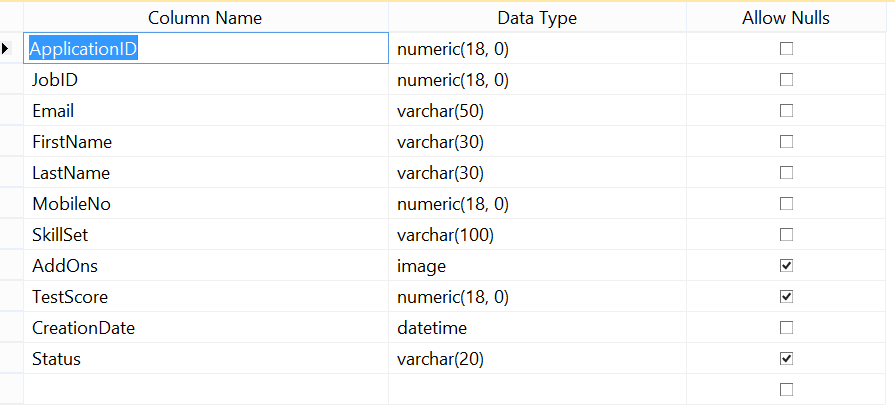 Column Name Data Type Allow Nulls
ApplicationID numeric(18, 0)
JobID numeric(18, 0)
Email varchar(50)
FirstName varchar(30)
LastName varchar(30)
MobileNo numeric(18, 0)
SkillSet varchar(100)
AddOns image
TestScore numeric(18, 0)
CreationDate datetime
Status varchar(20)